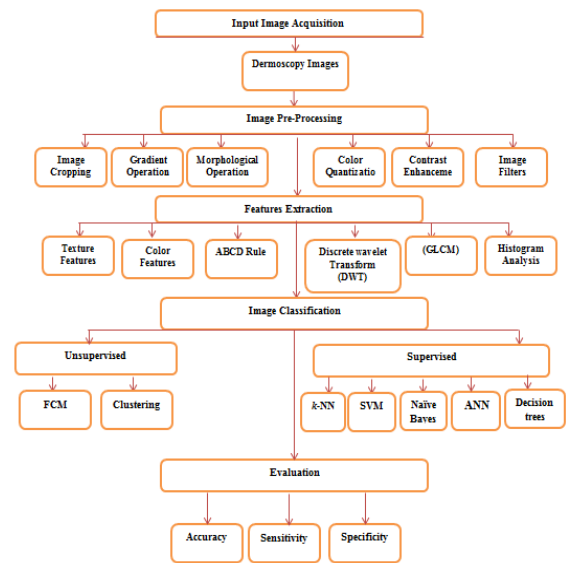 Input Image Acquisition
Dermoscopy Images
Image Pre-Processing
Image
Cropping
Gradient
Operation
Morphological
Operation
Color
Quantizatio
Contrast
Enhanceme
Image
Filters
Features Extraction
Texture
Features
Color
Features
ABCD Rule
Discrete wavelet
Transform
(DWT)
(GLCM)
Histogram
Analysis
Image Classification
Unsupervised
Supervised
FCM
Clustering
k-NN
SVM
Naïve
Baves
ANN
Decision
trees
Evaluation
Accuracy
Sensitivity
Specificity